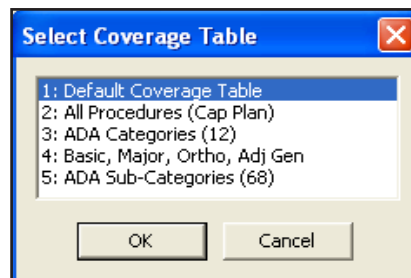 Select Coverage Table
1: Default Coverage Table
2: All Procedures (Cap Plan)
3: ADA Categories (12)
4: Basic, Major, Ortho, Adj Gen
5: ADA Sub-Categories (68)
OK Cancel